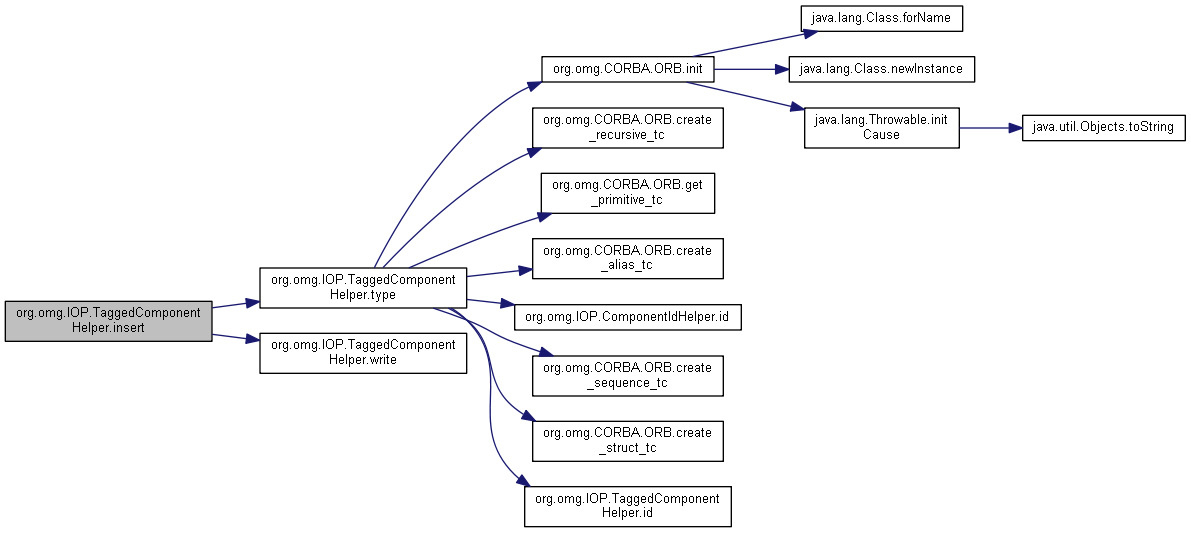 org.omg.IOP.TaggedComponent
Helper.insert
org.omg.IOP.TaggedComponent
Helper.type
org.omg.IOP.TaggedComponent
Helper.write
org.omg.CORBA.ORB.init
org.omg.CORBA.ORB.create
_recursive_tc
org.omg.CORBA.ORB.get
_primitive_tc
org.omg.CORBA.ORB.create
_alias_tc
org.omg.IOP.ComponentIdHelper.id
org.omg.CORBA.ORB.create
_sequence_tc
org.omg.CORBA.ORB.create
_struct_tc
org.omg.IOP.TaggedComponent
Helper.id
java.lang.Class.forName
java.lang.Class.newInstance
java.lang.Throwable.init
Cause
java.util.Objects.toString